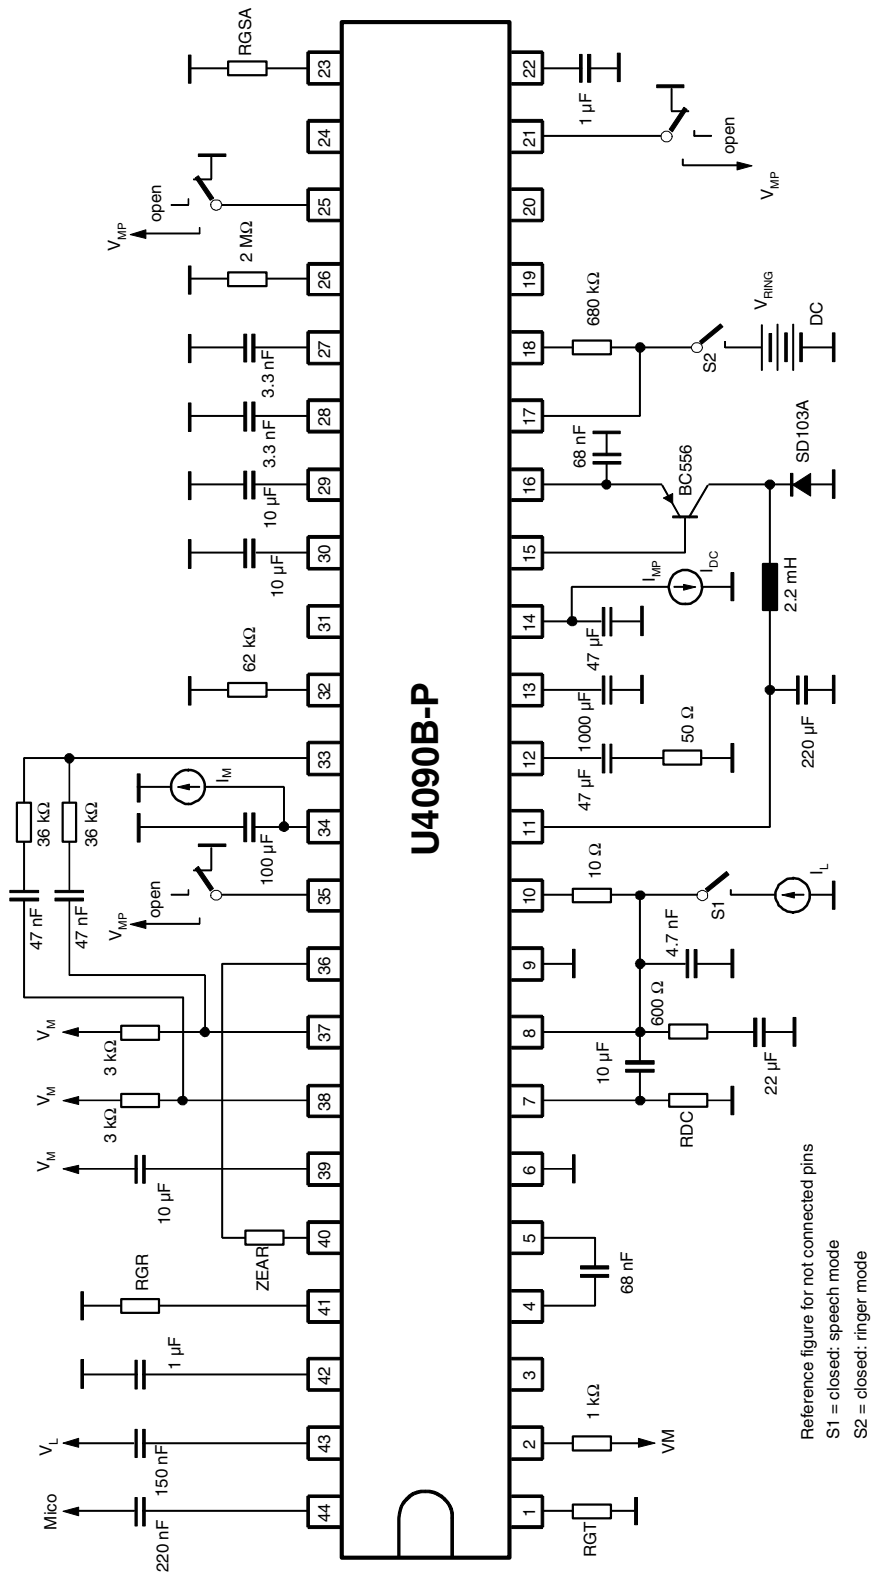 RGSA
23
22
1 µF
24
21
open
V_MP
open
V_MP
25
20
2 MΩ
26
19
680 kΩ
V_RING
3.3 nF
27
18
S2
DC
3.3 nF
28
17
68 nF
SD103A
10 µF
29
16
BC556
10 µF
30
15
I_MP
I_DC
2.2 mH
31
14
47 µF
62 kΩ
32
13
1000 µF
50 Ω
33
12
47 µF
220 µF
I_M
36 kΩ
36 kΩ
100 µF
34
11
U4090B-P
47 nF
47 nF
V_MP
open
35
10
10 Ω
S1
I_L
36
9
4.7 nF
V_M
3 kΩ
37
8
600 Ω
10 µF
22 µF
V_M
3 kΩ
38
7
RDC
V_M
10 µF
39
6
ZEAR
40
5
68 nF
RGR
41
4
1 µF
42
3
V_L
150 nF
43
2
1 kΩ
VM
Mico
220 nF
44
1
RGT
Reference figure for not connected pins
S1 = closed: speech mode
S2 = closed: ringer mode